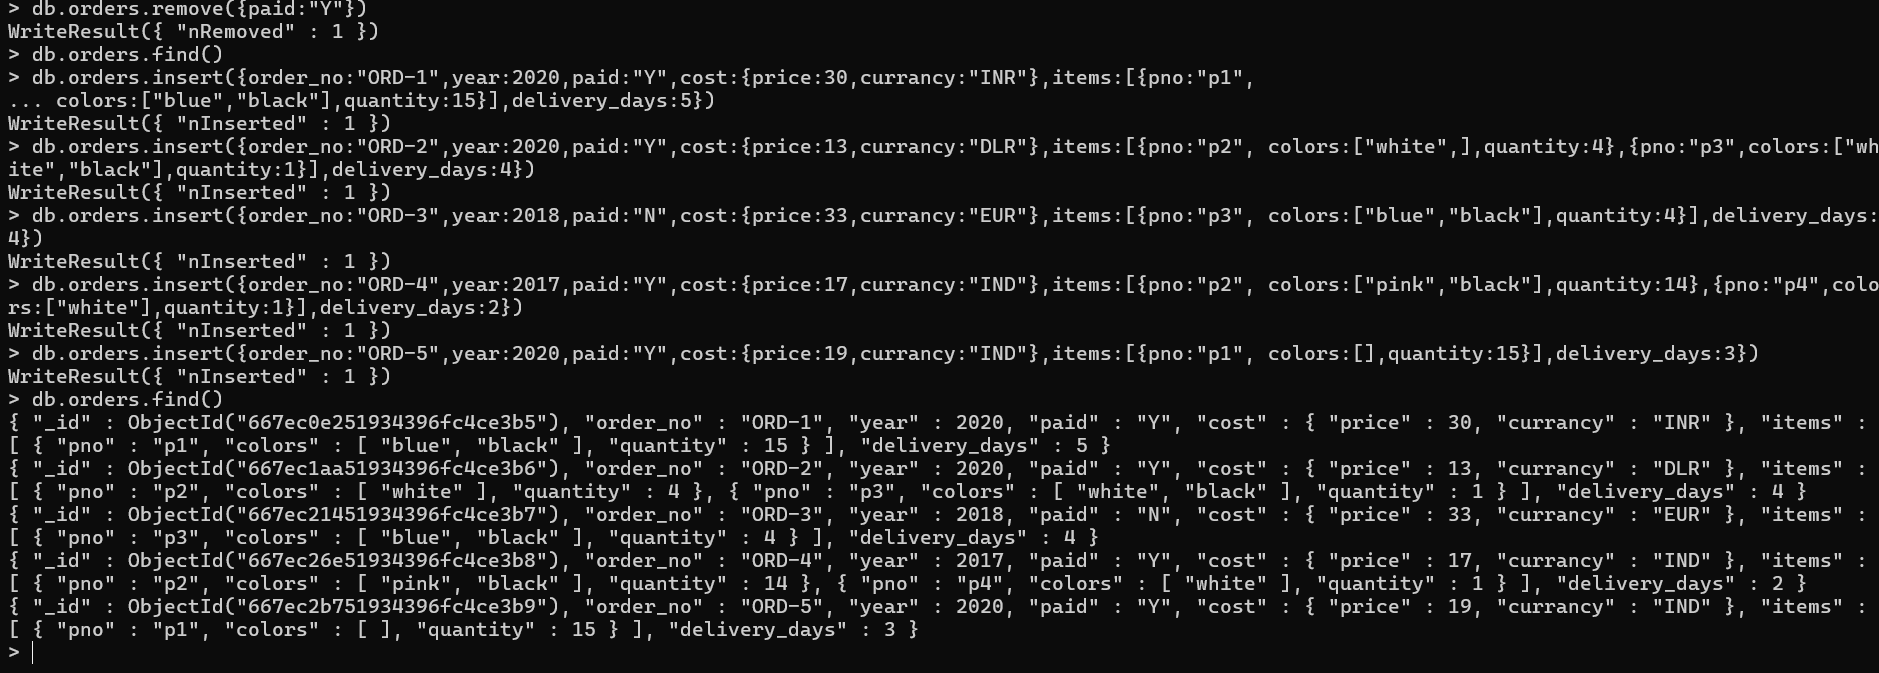 > db.orders.remove({paid:"Y"})
WriteResult({ "nRemoved" : 1 })
> db.orders.find()
> db.orders.insert({order_no:"ORD-1",year:2020,paid:"Y",cost:{price:30,currancy:"INR"},items:[{pno:"p1",
... colors:["blue","black"],quantity:15}],delivery_days:5})
WriteResult({ "nInserted" : 1 })
> db.orders.insert({order_no:"ORD-2",year:2020,paid:"Y",cost:{price:13,currancy:"DLR"},items:[{pno:"p2", colors:["white",],quantity:4},{pno:"p3",colors:["wh
ite","black"],quantity:1}],delivery_days:4})
WriteResult({ "nInserted" : 1 })
> db.orders.insert({order_no:"ORD-3",year:2018,paid:"N",cost:{price:33,currancy:"EUR"},items:[{pno:"p3", colors:["blue","black"],quantity:4}],delivery_days:
4})
WriteResult({ "nInserted" : 1 })
> db.orders.insert({order_no:"ORD-4",year:2017,paid:"Y",cost:{price:17,currancy:"IND"},items:[{pno:"p2", colors:["pink","black"],quantity:14},{pno:"p4",colo
rs:["white"],quantity:1}],delivery_days:2})
WriteResult({ "nInserted" : 1 })
> db.orders.insert({order_no:"ORD-5",year:2020,paid:"Y",cost:{price:19,currancy:"IND"},items:[{pno:"p1", colors:[],quantity:15}],delivery_days:3})
WriteResult({ "nInserted" : 1 })
> db.orders.find()
{ "_id" : ObjectId("667ec0e251934396fc4ce3b5"), "order_no" : "ORD-1", "year" : 2020, "paid" : "Y", "cost" : { "price" : 30, "currancy" : "INR" }, "items" :
[ { "pno" : "p1", "colors" : [ "blue", "black" ], "quantity" : 15 } ], "delivery_days" : 5 }
{ "_id" : ObjectId("667ec1aa51934396fc4ce3b6"), "order_no" : "ORD-2", "year" : 2020, "paid" : "Y", "cost" : { "price" : 13, "currancy" : "DLR" }, "items" :
[ { "pno" : "p2", "colors" : [ "white" ], "quantity" : 4 }, { "pno" : "p3", "colors" : [ "white", "black" ], "quantity" : 1 } ], "delivery_days" : 4 }
{ "_id" : ObjectId("667ec21451934396fc4ce3b7"), "order_no" : "ORD-3", "year" : 2018, "paid" : "N", "cost" : { "price" : 33, "currancy" : "EUR" }, "items" :
[ { "pno" : "p3", "colors" : [ "blue", "black" ], "quantity" : 4 } ], "delivery_days" : 4 }
{ "_id" : ObjectId("667ec26e51934396fc4ce3b8"), "order_no" : "ORD-4", "year" : 2017, "paid" : "Y", "cost" : { "price" : 17, "currancy" : "IND" }, "items" :
[ { "pno" : "p2", "colors" : [ "pink", "black" ], "quantity" : 14 }, { "pno" : "p4", "colors" : [ "white" ], "quantity" : 1 } ], "delivery_days" : 2 }
{ "_id" : ObjectId("667ec2b751934396fc4ce3b9"), "order_no" : "ORD-5", "year" : 2020, "paid" : "Y", "cost" : { "price" : 19, "currancy" : "IND" }, "items" :
[ { "pno" : "p1", "colors" : [ ], "quantity" : 15 } ], "delivery_days" : 3 }
>